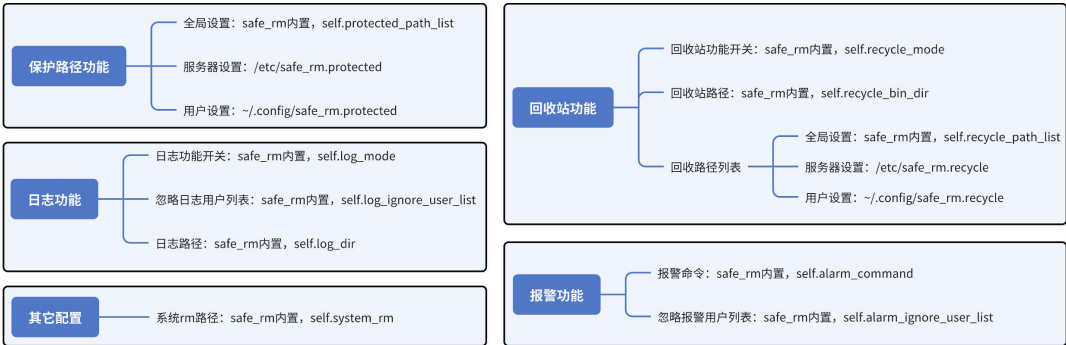 保护路径功能
全局设置：safe_rm内置，self.protected_path_list
服务器设置：/etc/safe_rm.protected
用户设置：~/.config/safe_rm.protected
日志功能
日志功能开关：safe_rm内置，self.log_mode
忽略日志用户列表：safe_rm内置，self.log_ignore_user_list
日志路径：safe_rm内置，self.log_dir
其它配置
系统rm路径：safe_rm内置，self.system_rm
回收站功能
回收站功能开关：safe_rm内置，self.recycle_mode
回收站路径：safe_rm内置，self.recycle_bin_dir
回收路径列表
全局设置：safe_rm内置，self.recycle_path_list
服务器设置：/etc/safe_rm.recycle
用户设置：~/.config/safe_rm.recycle
报警功能
报警命令：safe_rm内置，self.alarm_command
忽略报警用户列表：safe_rm内置，self.alarm_ignore_user_list